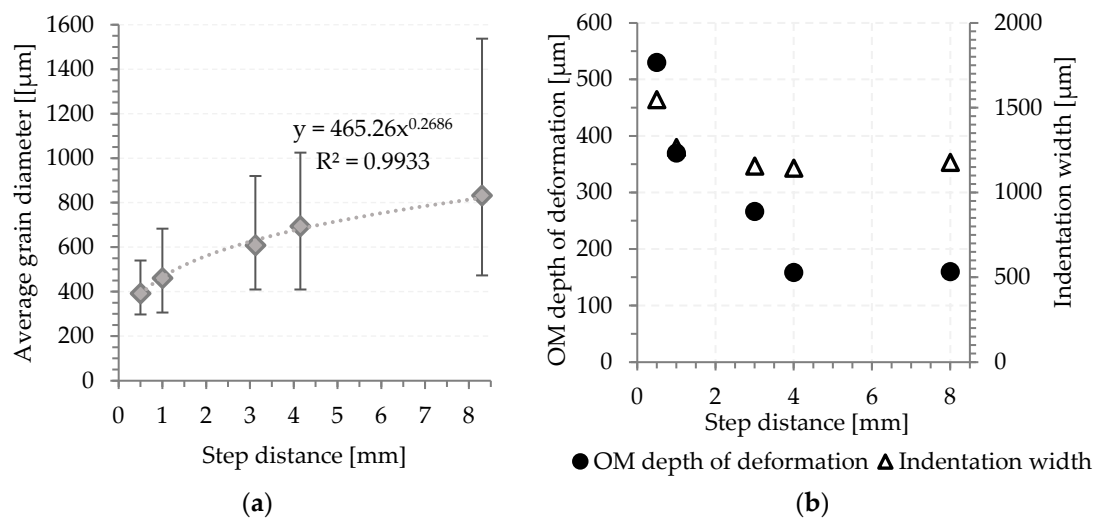 1600
1400
1200
1000
800
600
400
200
0
Average grain diameter [[µm]
y = 465.26x^0.2686
R² = 0.9933
0 1 2 3 4 5 6 7 8
Step distance [mm]
(a)
600
500
400
300
200
100
0
OM depth of deformation [µm]
2000
1500
1000
500
0
Indentation width [µm]
0 2 4 6 8
Step distance [mm]
OM depth of deformation Indentation width
(b)